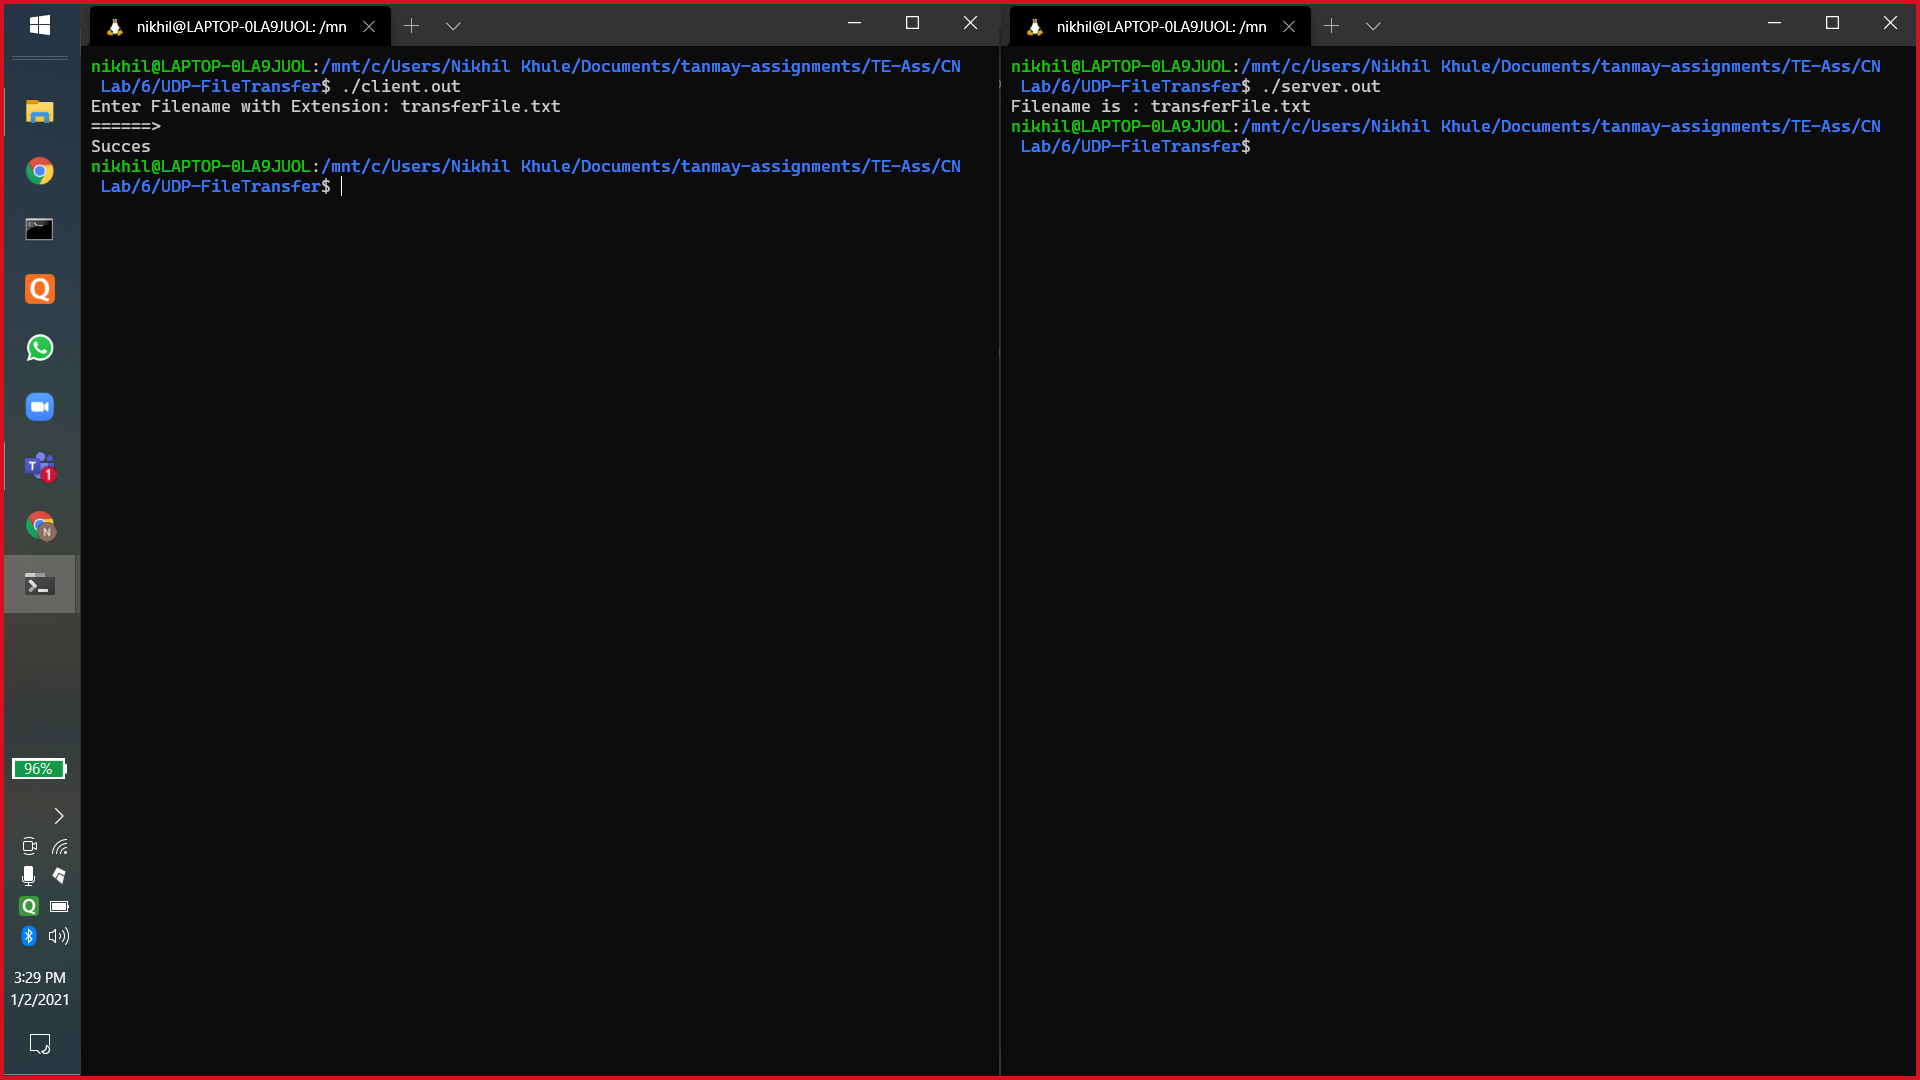 nikhil@LAPTOP-0LA9JUOL: /mn
nikhil@LAPTOP-0LA9JUOL:/mnt/c/Users/Nikhil Khule/Documents/tanmay-assignments/TE-Ass/CN
Lab/6/UDP-FileTransfer$ ./client.out
Enter Filename with Extension: transferFile.txt
======>
Succes
nikhil@LAPTOP-0LA9JUOL:/mnt/c/Users/Nikhil Khule/Documents/tanmay-assignments/TE-Ass/CN
Lab/6/UDP-FileTransfer$
nikhil@LAPTOP-0LA9JUOL: /mn
nikhil@LAPTOP-0LA9JUOL:/mnt/c/Users/Nikhil Khule/Documents/tanmay-assignments/TE-Ass/CN
Lab/6/UDP-FileTransfer$ ./server.out
Filename is : transferFile.txt
nikhil@LAPTOP-0LA9JUOL:/mnt/c/Users/Nikhil Khule/Documents/tanmay-assignments/TE-Ass/CN
Lab/6/UDP-FileTransfer$
Q
T 1
N
96%
Q
3:29 PM
1/2/2021